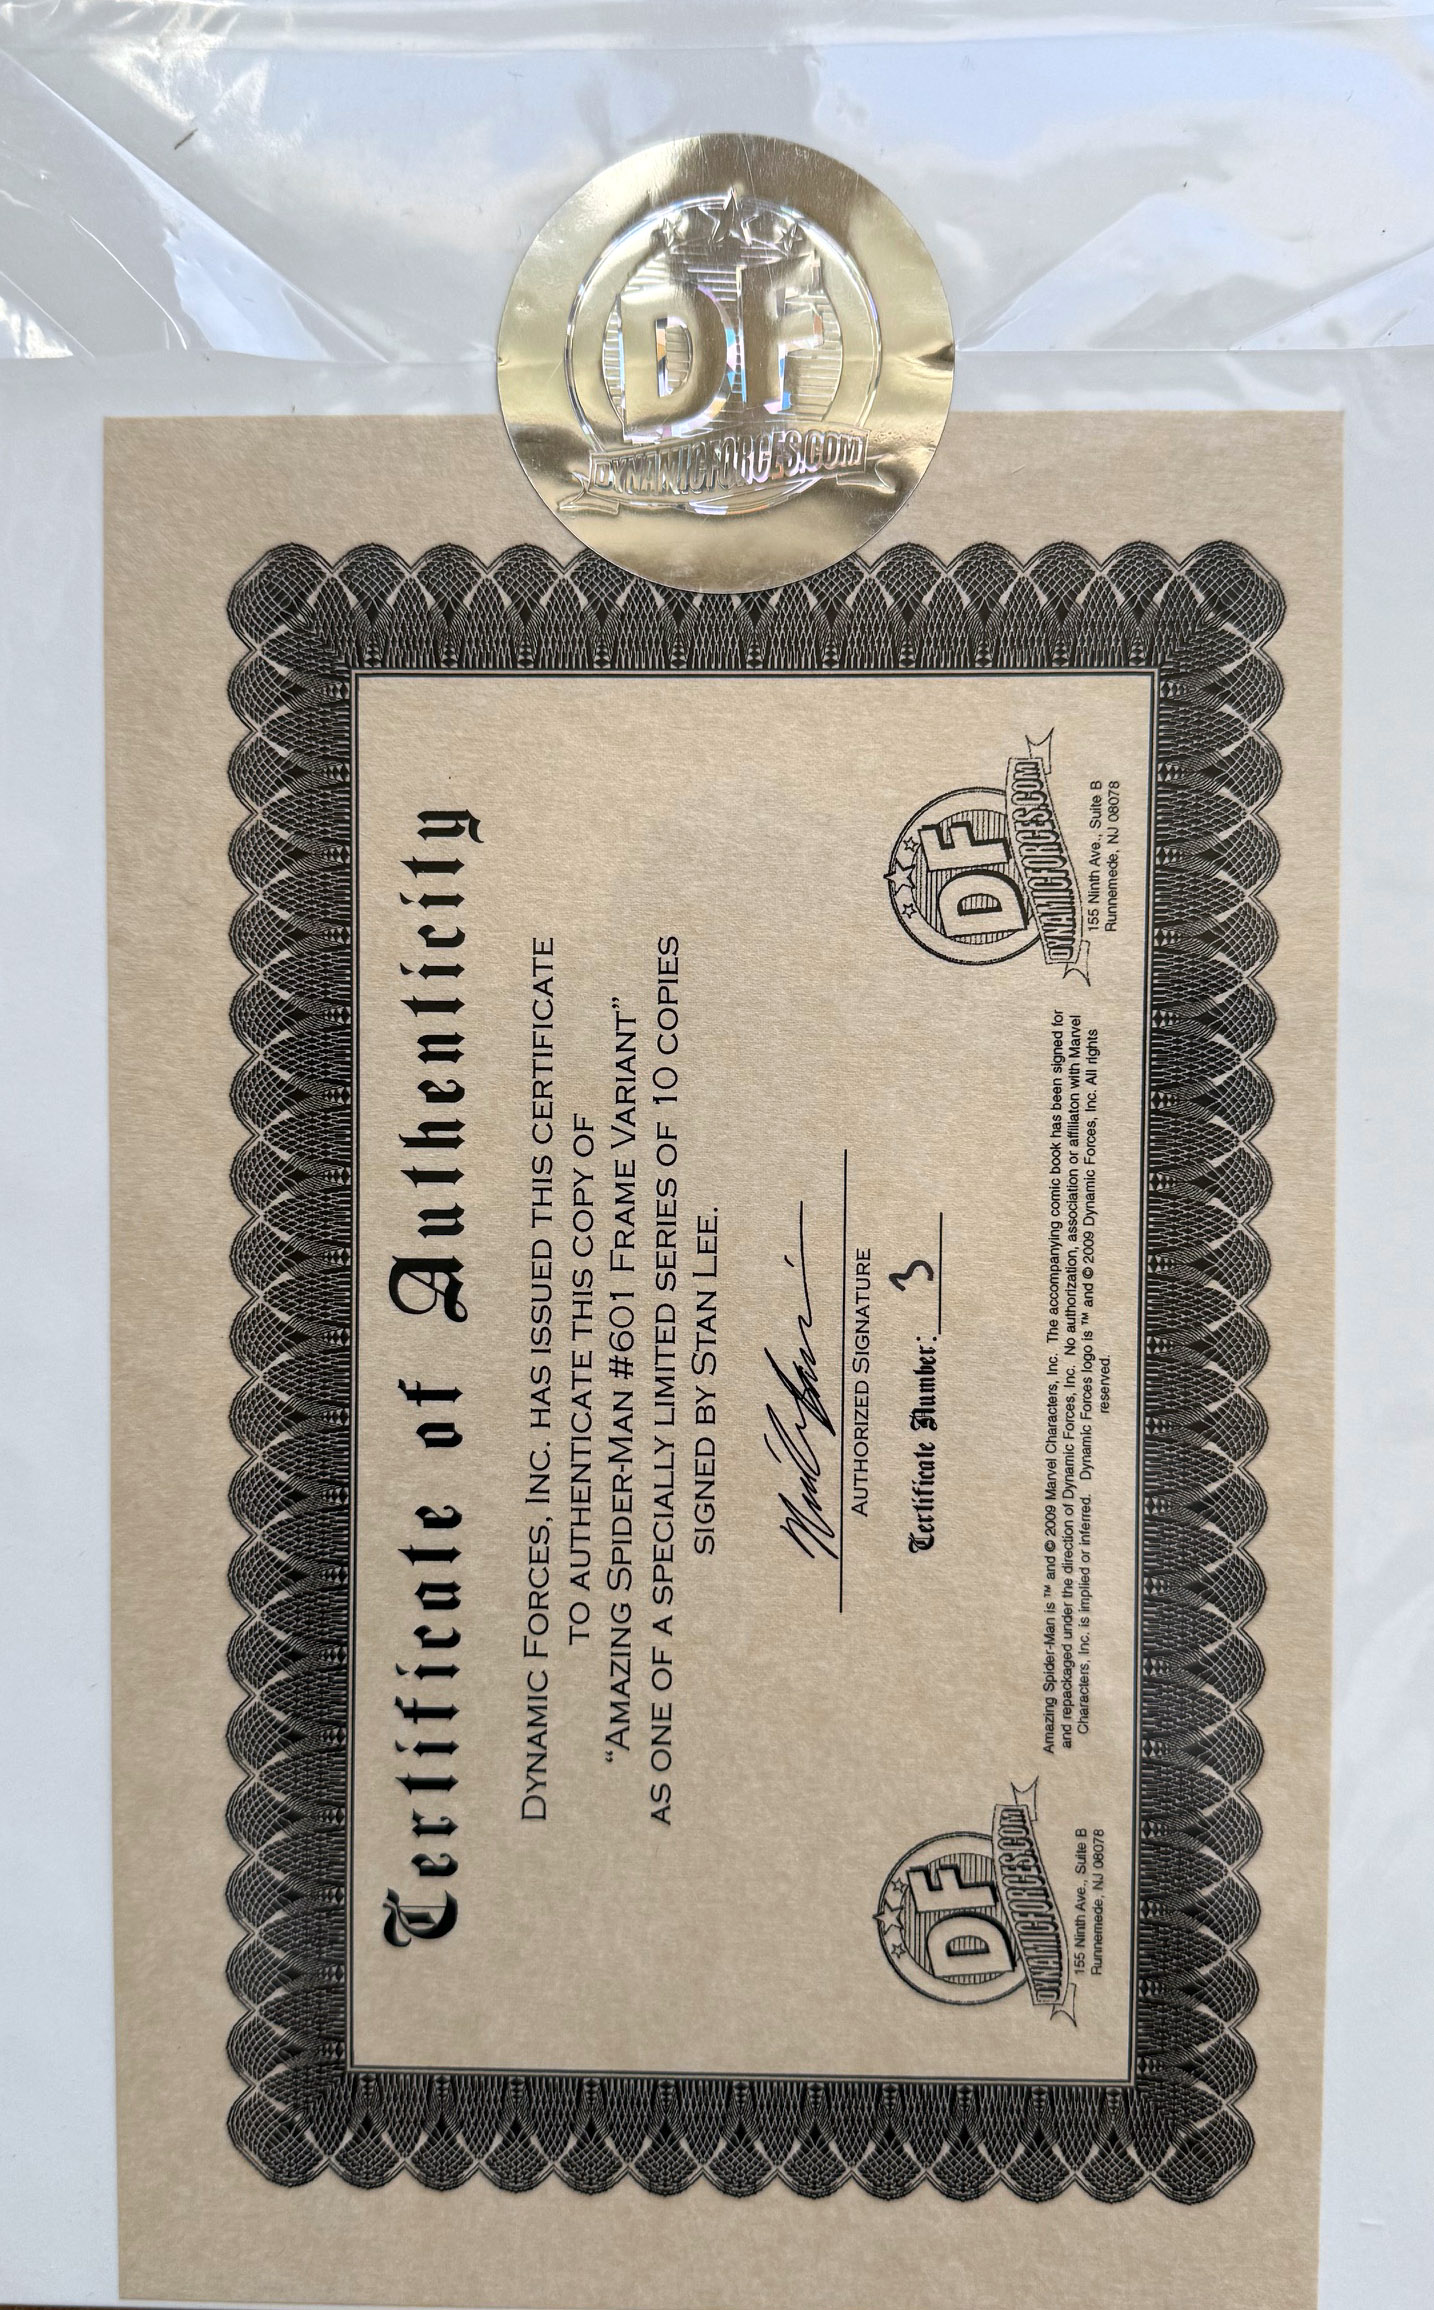 DF
DYNAMICFORCES.COM
Certificate of Authenticity
DYNAMIC FORCES, INC. HAS ISSUED THIS CERTIFICATE
TO AUTHENTICATE THIS COPY OF
“AMAZING SPIDER-MAN #601 FRAME VARIANT”
AS ONE OF A SPECIALLY LIMITED SERIES OF 10 COPIES
SIGNED BY STAN LEE.
AUTHORIZED SIGNATURE
Certificate Number: 3
DF
DYNAMICFORCES.COM
155 Ninth Ave., Suite B
Runnemede, NJ 08078
Amazing Spider-Man is ™ and © 2009 Marvel Characters, Inc. The accompanying comic book has been signed for
and repackaged under the direction of Dynamic Forces, Inc. No authorization, association or affiliaton with Marvel
Characters, Inc. is implied or inferred. Dynamic Forces logo is ™ and © 2009 Dynamic Forces, Inc. All rights
reserved.
DF
DYNAMICFORCES.COM
155 Ninth Ave., Suite B
Runnemede, NJ 08078